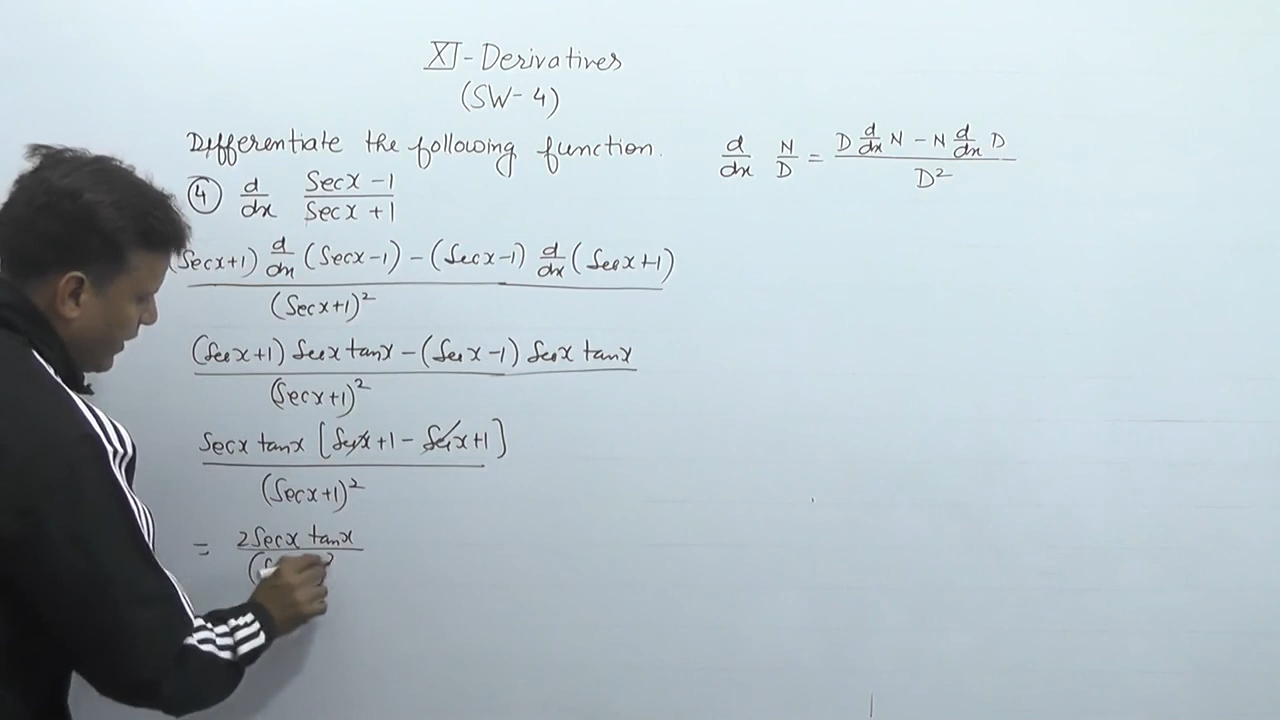 XI-Derivatives
(SW-4)
Differentiate the following function.
d/dx N/D = (D d/dx N - N d/dx D)/D²
④ d/dx (Secx - 1)/(Secx + 1)
(Secx+1) d/dx (Secx-1) - (Secx-1) d/dx (Secx+1)
(Secx+1)²
(Secx+1) Secx tanx - (Secx-1) Secx tanx
(Secx+1)²
Secx tanx [Secx+1 - Secx+1]
(Secx+1)²
= 2Secx tanx